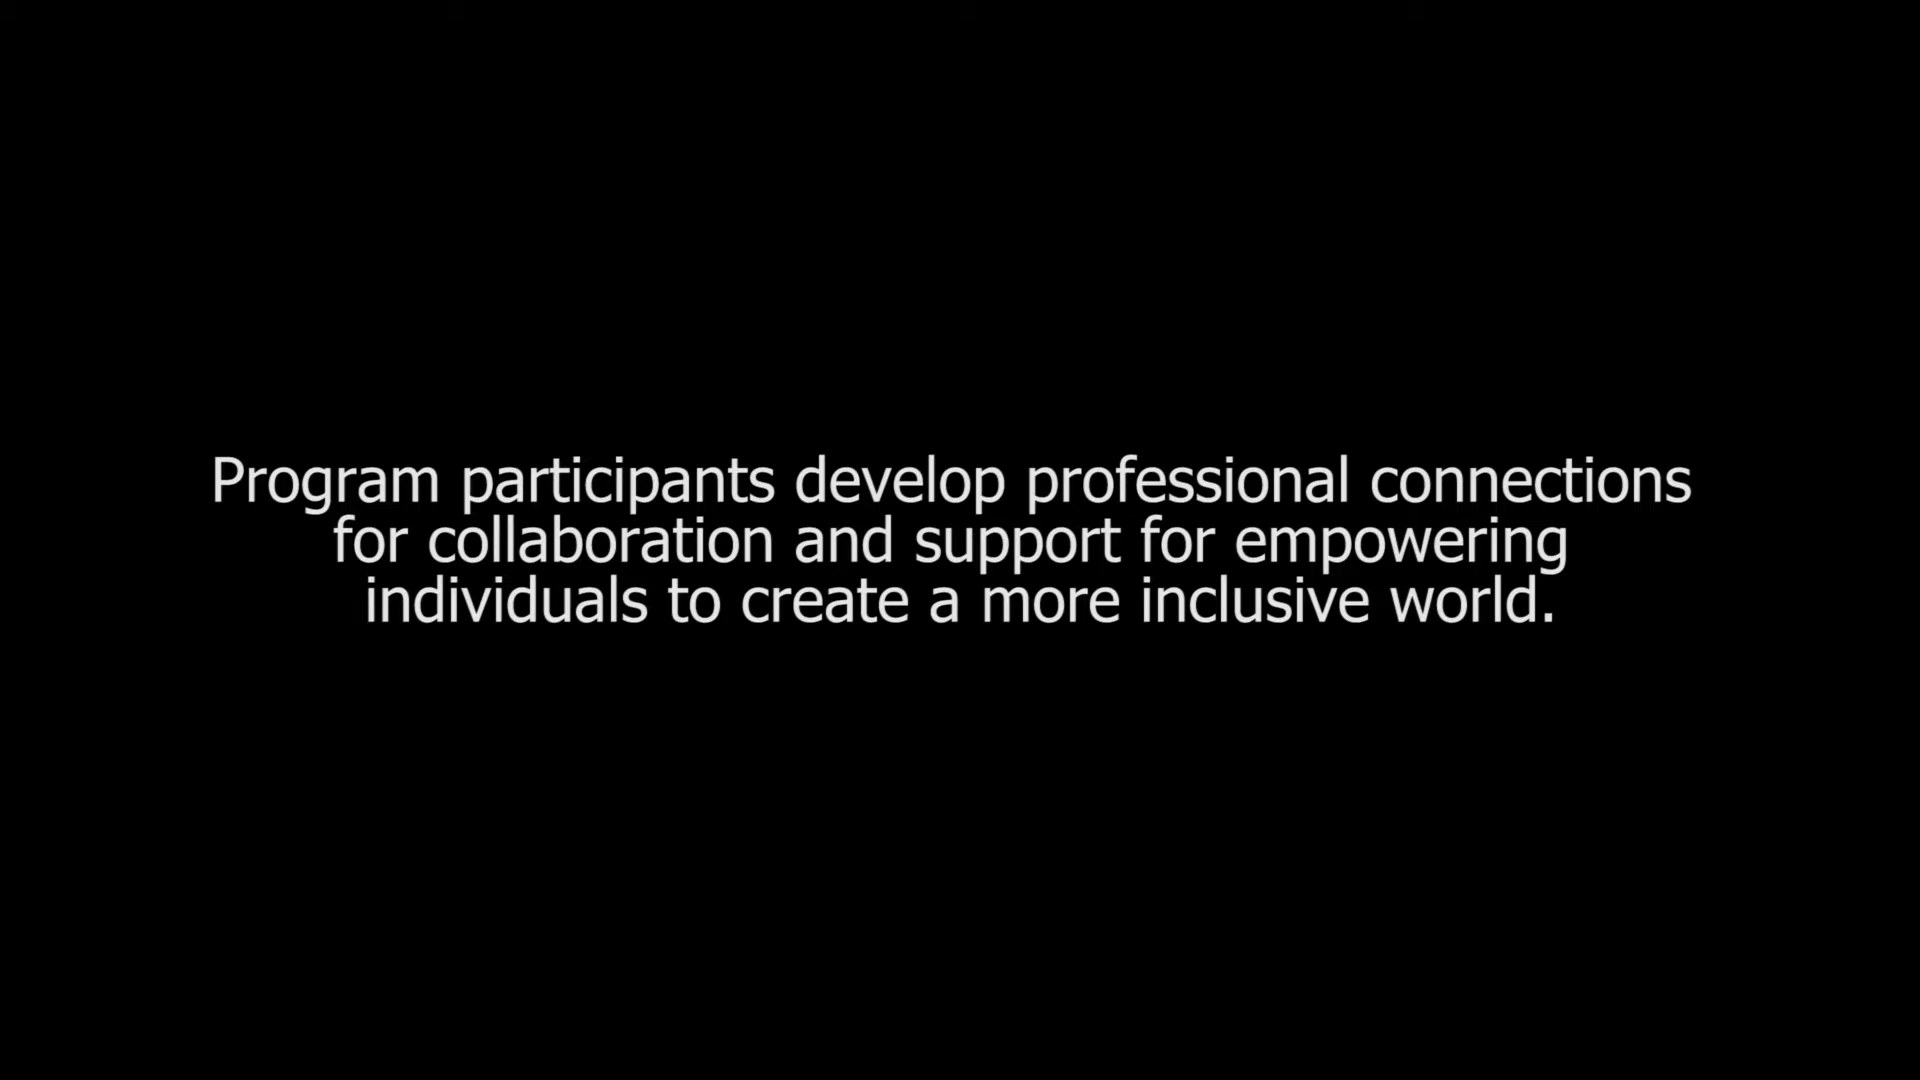 Program participants develop professional connections
for collaboration and support for empowering
individuals to create a more inclusive world.